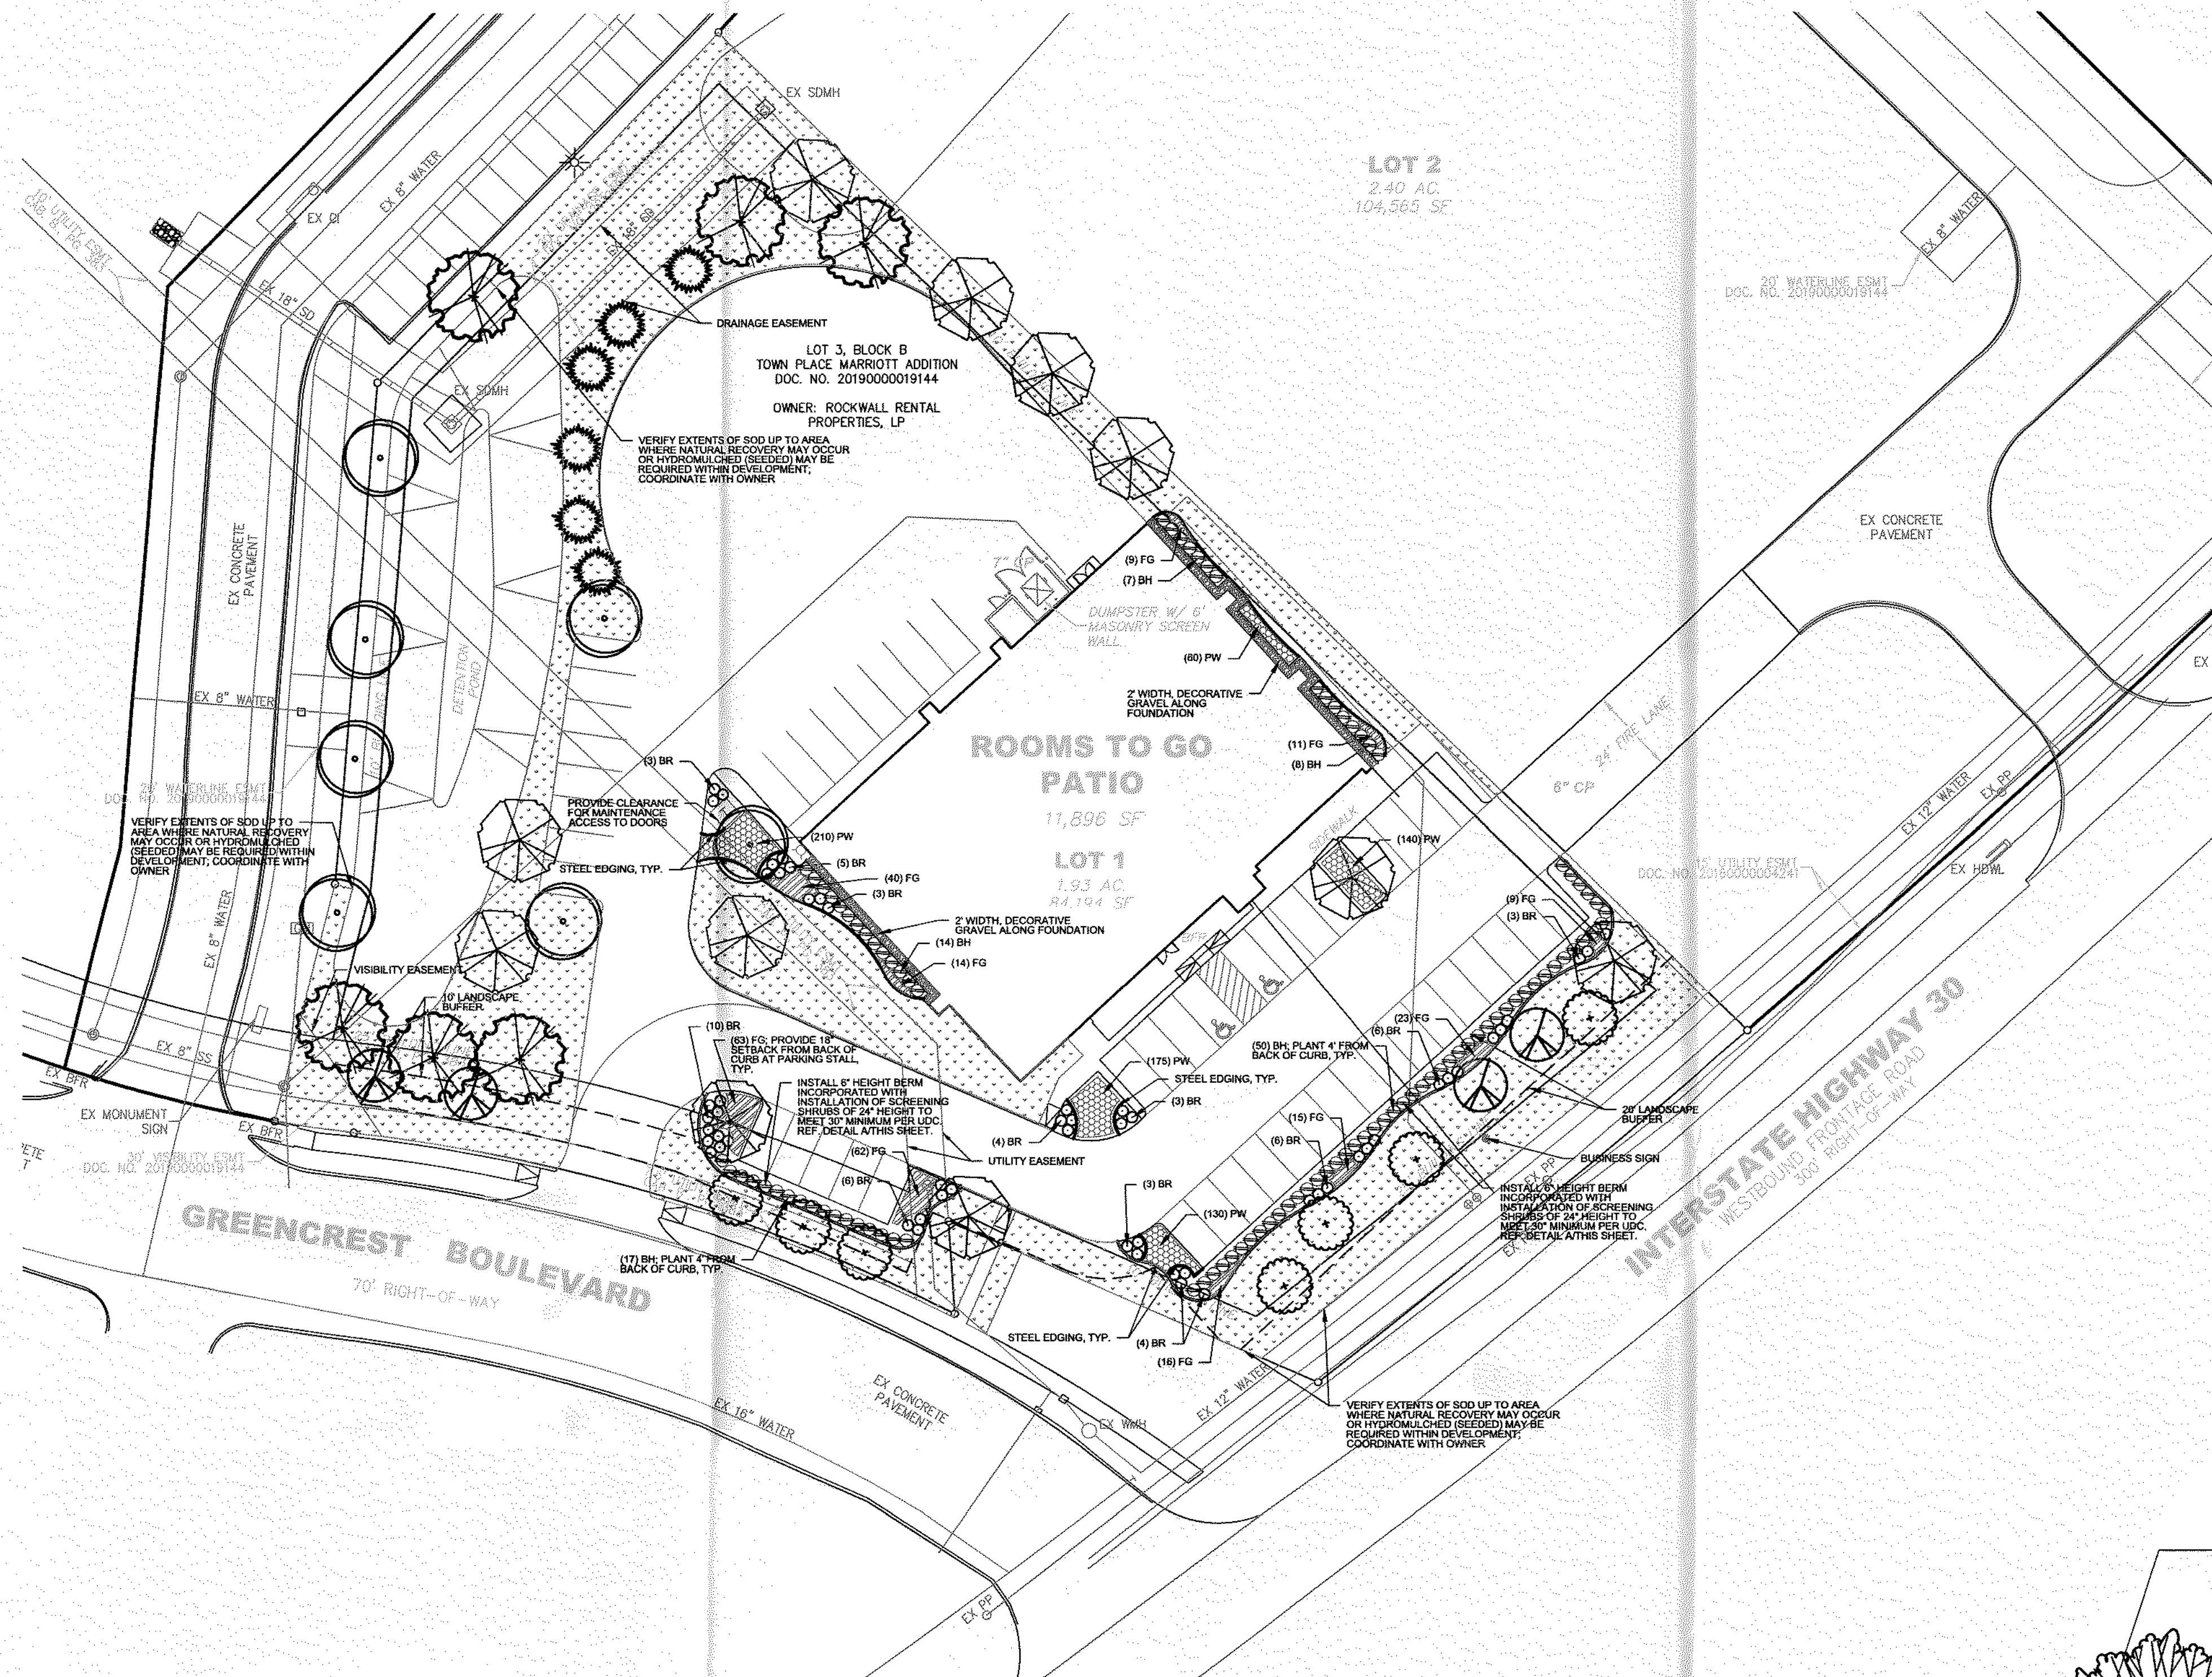 EX SDMH
LOT 2
2.40 AC.
104,565 SF
EX 8" WATER
EX CI
EX 18" SD
EX 18" SD
EX SDMH
EX 8" WATER
20' WATERLINE ESMT
DOC. NO. 20190000019144
DRAINAGE EASEMENT
LOT 3, BLOCK B
TOWN PLACE MARRIOTT ADDITION
DOC. NO. 20190000019144
OWNER: ROCKWALL RENTAL
PROPERTIES, LP
VERIFY EXTENTS OF SOD UP TO AREA
WHERE NATURAL RECOVERY MAY OCCUR
OR HYDROMULCHED (SEEDED) MAY BE
REQUIRED WITHIN DEVELOPMENT;
COORDINATE WITH OWNER
EX CONCRETE
PAVEMENT
EX CONCRETE
PAVEMENT
(9) FG
(7) BH
DUMPSTER W/ 6'
MASONRY SCREEN
WALL
(60) PW
2' WIDTH, DECORATIVE
GRAVEL ALONG
FOUNDATION
DETENTION
POND
EX 8" WATER
EX
ROOMS TO GO
PATIO
11,896 SF
LOT 1
1.93 AC.
84,194 SF
(11) FG
(8) BH
24' FIRE LANE
6" CP
(3) BR
PROVIDE CLEARANCE
FOR MAINTENANCE
ACCESS TO DOORS
20' WATERLINE ESMT
DOC. NO. 20190000019144
VERIFY EXTENTS OF SOD UP TO
AREA WHERE NATURAL RECOVERY
MAY OCCUR OR HYDROMULCHED
(SEEDED) MAY BE REQUIRED WITHIN
DEVELOPMENT; COORDINATE WITH
OWNER
STEEL EDGING, TYP.
(210) PW
(5) BR
(40) FG
(3) BR
2' WIDTH, DECORATIVE
GRAVEL ALONG FOUNDATION
(14) BH
(14) FG
SIDEWALK
(140) PW
EX 12" WATER
EX PP
EX HDWL
15' UTILITY ESMT
(9) FG
(3) BR
BFR
EX 8" WATER
VISIBILITY EASEMENT
10' LANDSCAPE
BUFFER
EX 8" SS
EX BFR
EX MONUMENT
SIGN
EX BFR
30' VISIBILITY ESMT
DOC. NO. 20190000019144
(10) BR
(63) FG; PROVIDE 18"
SETBACK FROM BACK OF
CURB AT PARKING STALL,
TYP.
INSTALL 6" HEIGHT BERM
INCORPORATED WITH
INSTALLATION OF SCREENING
SHRUBS OF 24" HEIGHT TO
MEET 30" MINIMUM PER UDC.
REF. DETAIL A/THIS SHEET.
(62) FG
(6) BR
UTILITY EASEMENT
(17) BH; PLANT 4' FROM
BACK OF CURB, TYP.
(175) PW
STEEL EDGING, TYP.
(3) BR
(4) BR
(23) FG
(6) BR
(50) BH; PLANT 4' FROM
BACK OF CURB, TYP.
(15) FG
(6) BR
(3) BR
(130) PW
20' LANDSCAPE
BUFFER
BUSINESS SIGN
EX PP
INSTALL 6" HEIGHT BERM
INCORPORATED WITH
INSTALLATION OF SCREENING
SHRUBS OF 24" HEIGHT TO
MEET 30" MINIMUM PER UDC.
REF. DETAIL A/THIS SHEET.
INTERSTATE HIGHWAY 30
WESTBOUND FRONTAGE ROAD
300' RIGHT-OF-WAY
GREENCREST BOULEVARD
70' RIGHT-OF-WAY
STEEL EDGING, TYP.
(4) BR
(16) FG
EX 12" WATER
EX CONCRETE
PAVEMENT
EX 16" WATER
EX WMH
VERIFY EXTENTS OF SOD UP TO AREA
WHERE NATURAL RECOVERY MAY OCCUR
OR HYDROMULCHED (SEEDED) MAY BE
REQUIRED WITHIN DEVELOPMENT;
COORDINATE WITH OWNER
EX PP